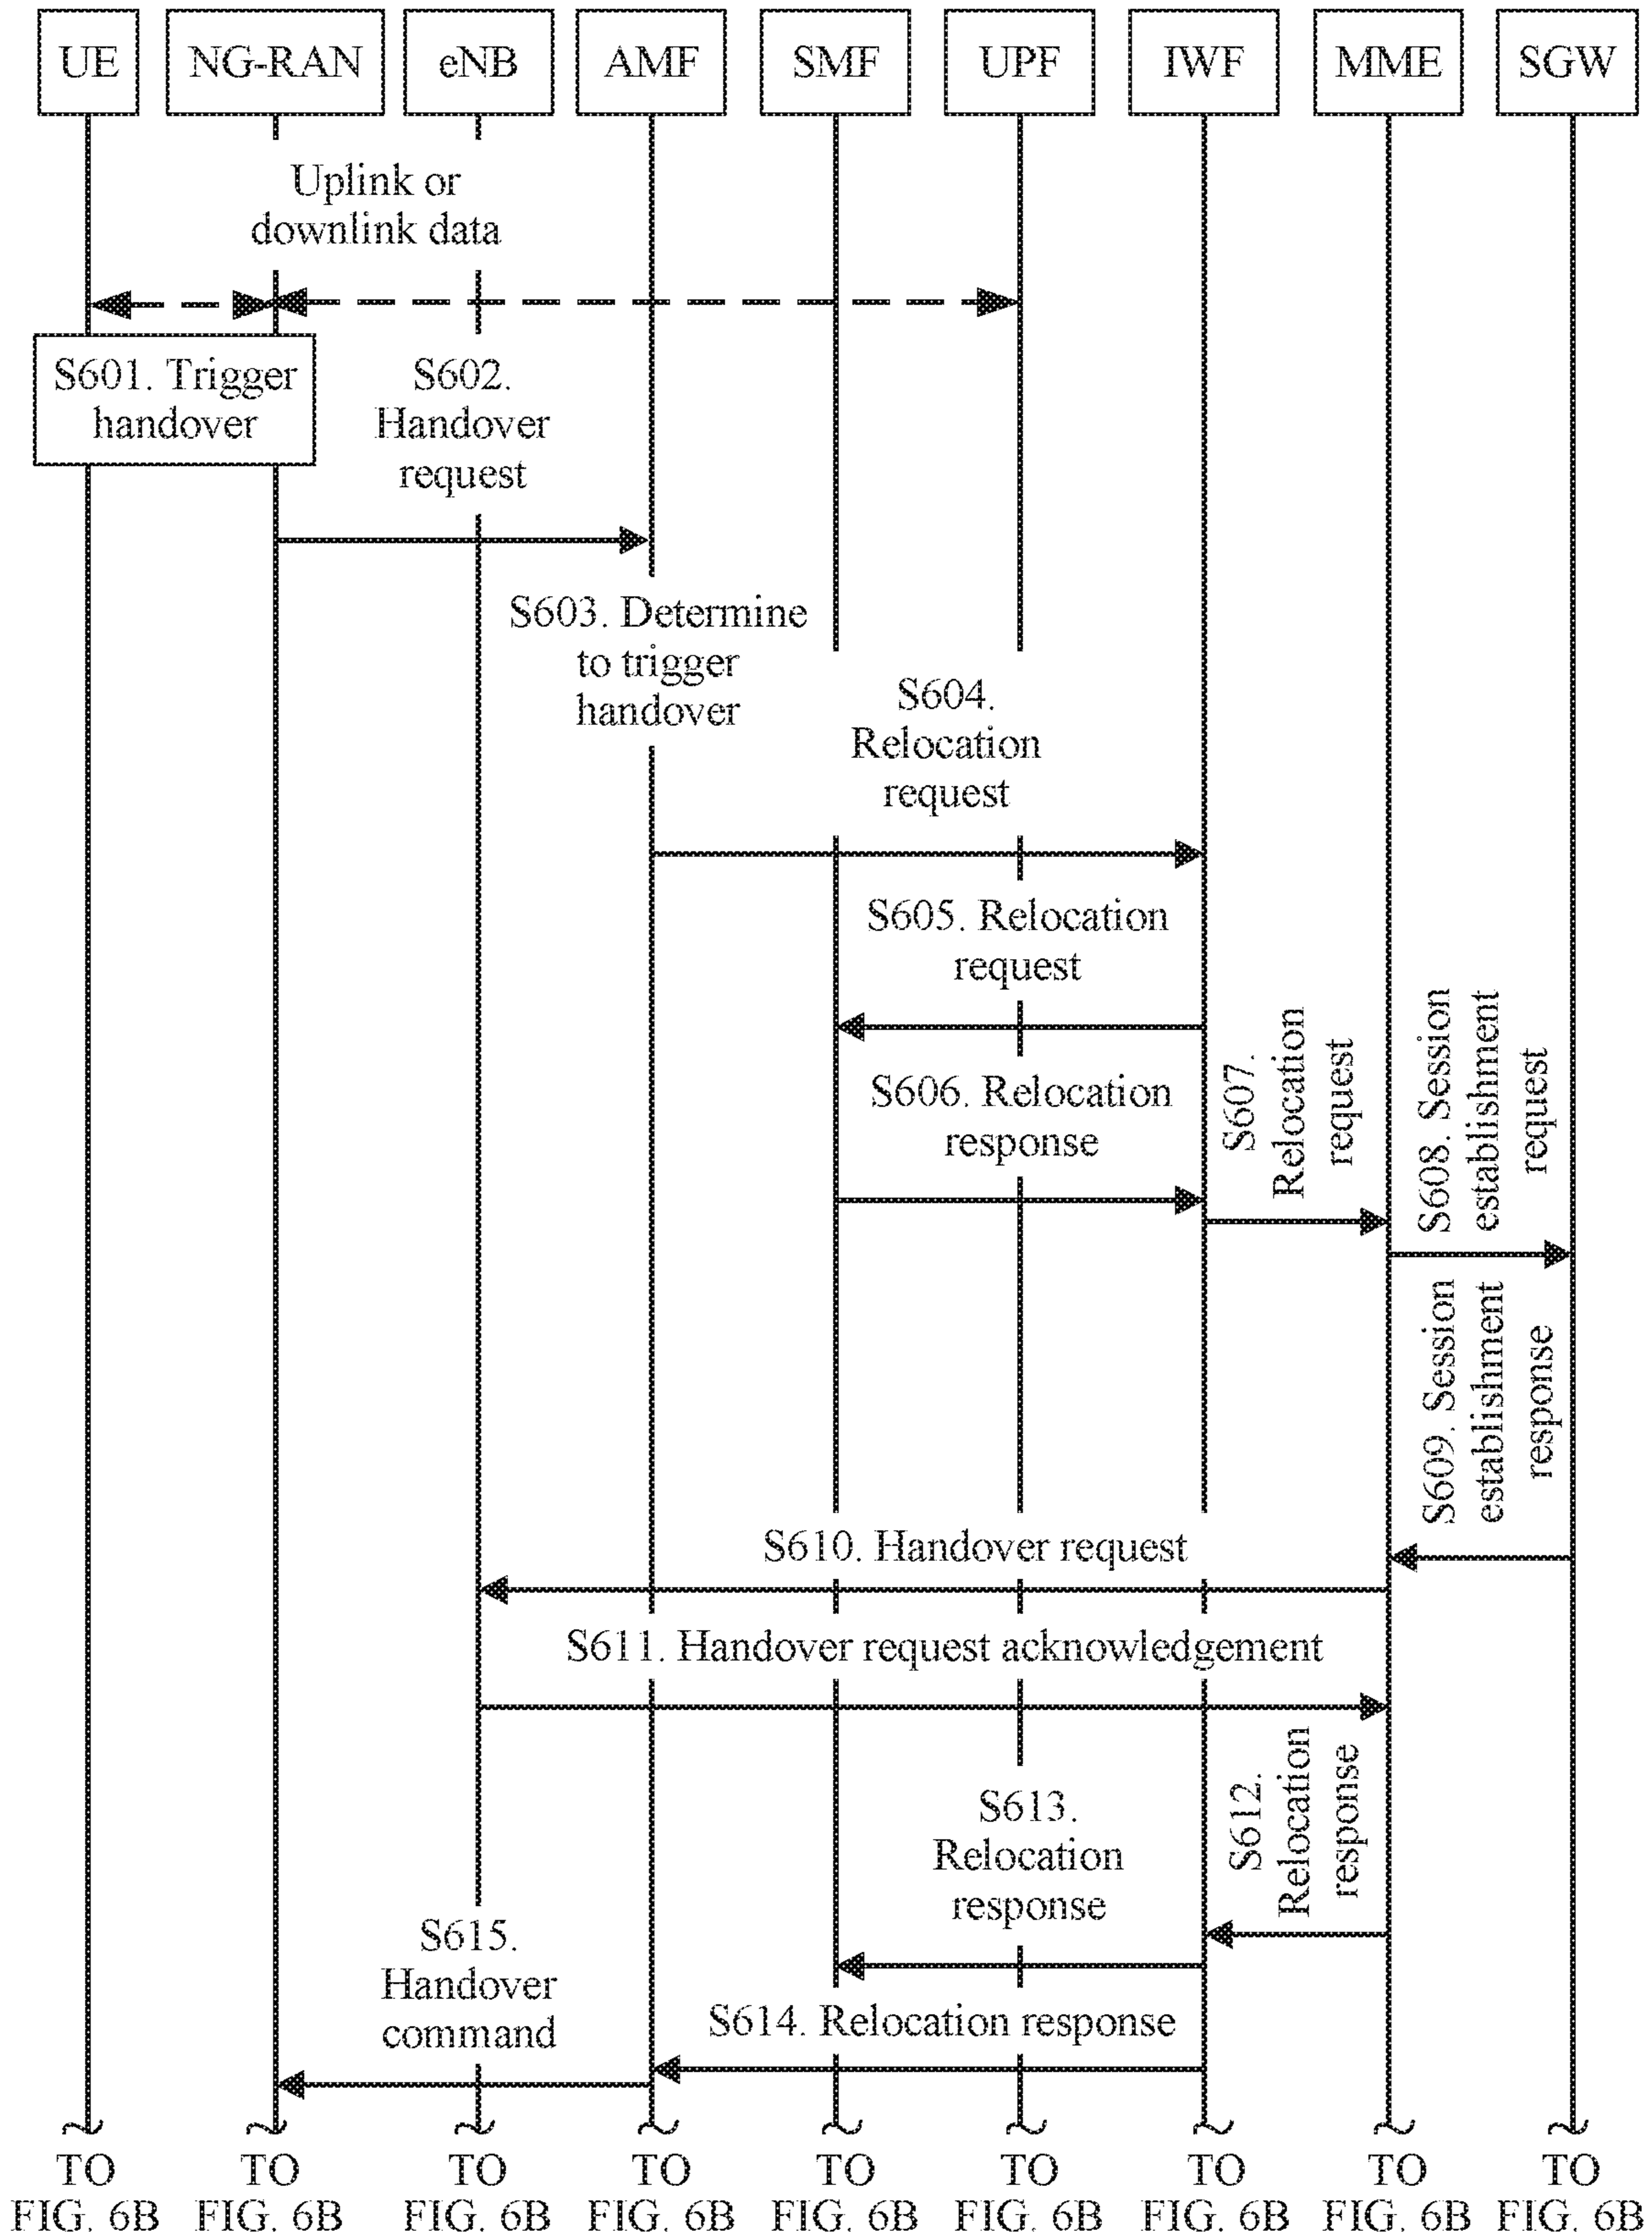 UE
NG-RAN
eNB
AMF
SMF
UPF
IWF
MME
SGW
Uplink or
downlink data
S601. Trigger
handover
S602.
Handover
request
S603. Determine
to trigger
handover
S604.
Relocation
request
S605. Relocation
request
S606. Relocation
response
S607.
Relocation
request
S608. Session
establishment
request
S609. Session
establishment
response
S610. Handover request
S611. Handover request acknowledgement
S612.
Relocation
response
S613.
Relocation
response
S614. Relocation response
S615.
Handover
command
TO
FIG. 6B
TO
FIG. 6B
TO
FIG. 6B
TO
FIG. 6B
TO
FIG. 6B
TO
FIG. 6B
TO
FIG. 6B
TO
FIG. 6B
TO
FIG. 6B